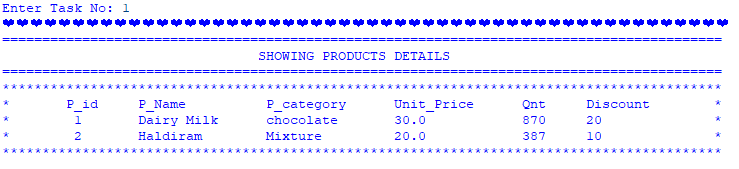 Enter Task No: 1
❤❤❤❤❤❤❤❤❤❤❤❤❤❤❤❤❤❤❤❤❤❤❤❤❤❤❤❤❤❤❤❤❤❤❤❤❤❤❤❤❤❤❤❤❤❤❤❤❤❤❤
==========================================================================================
SHOWING PRODUCTS DETAILS
==========================================================================================
******************************************************************************************
* P_id P_Name P_category Unit_Price Qnt Discount *
* 1 Dairy Milk chocolate 30.0 870 20 *
* 2 Haldiram Mixture 20.0 387 10 *
******************************************************************************************